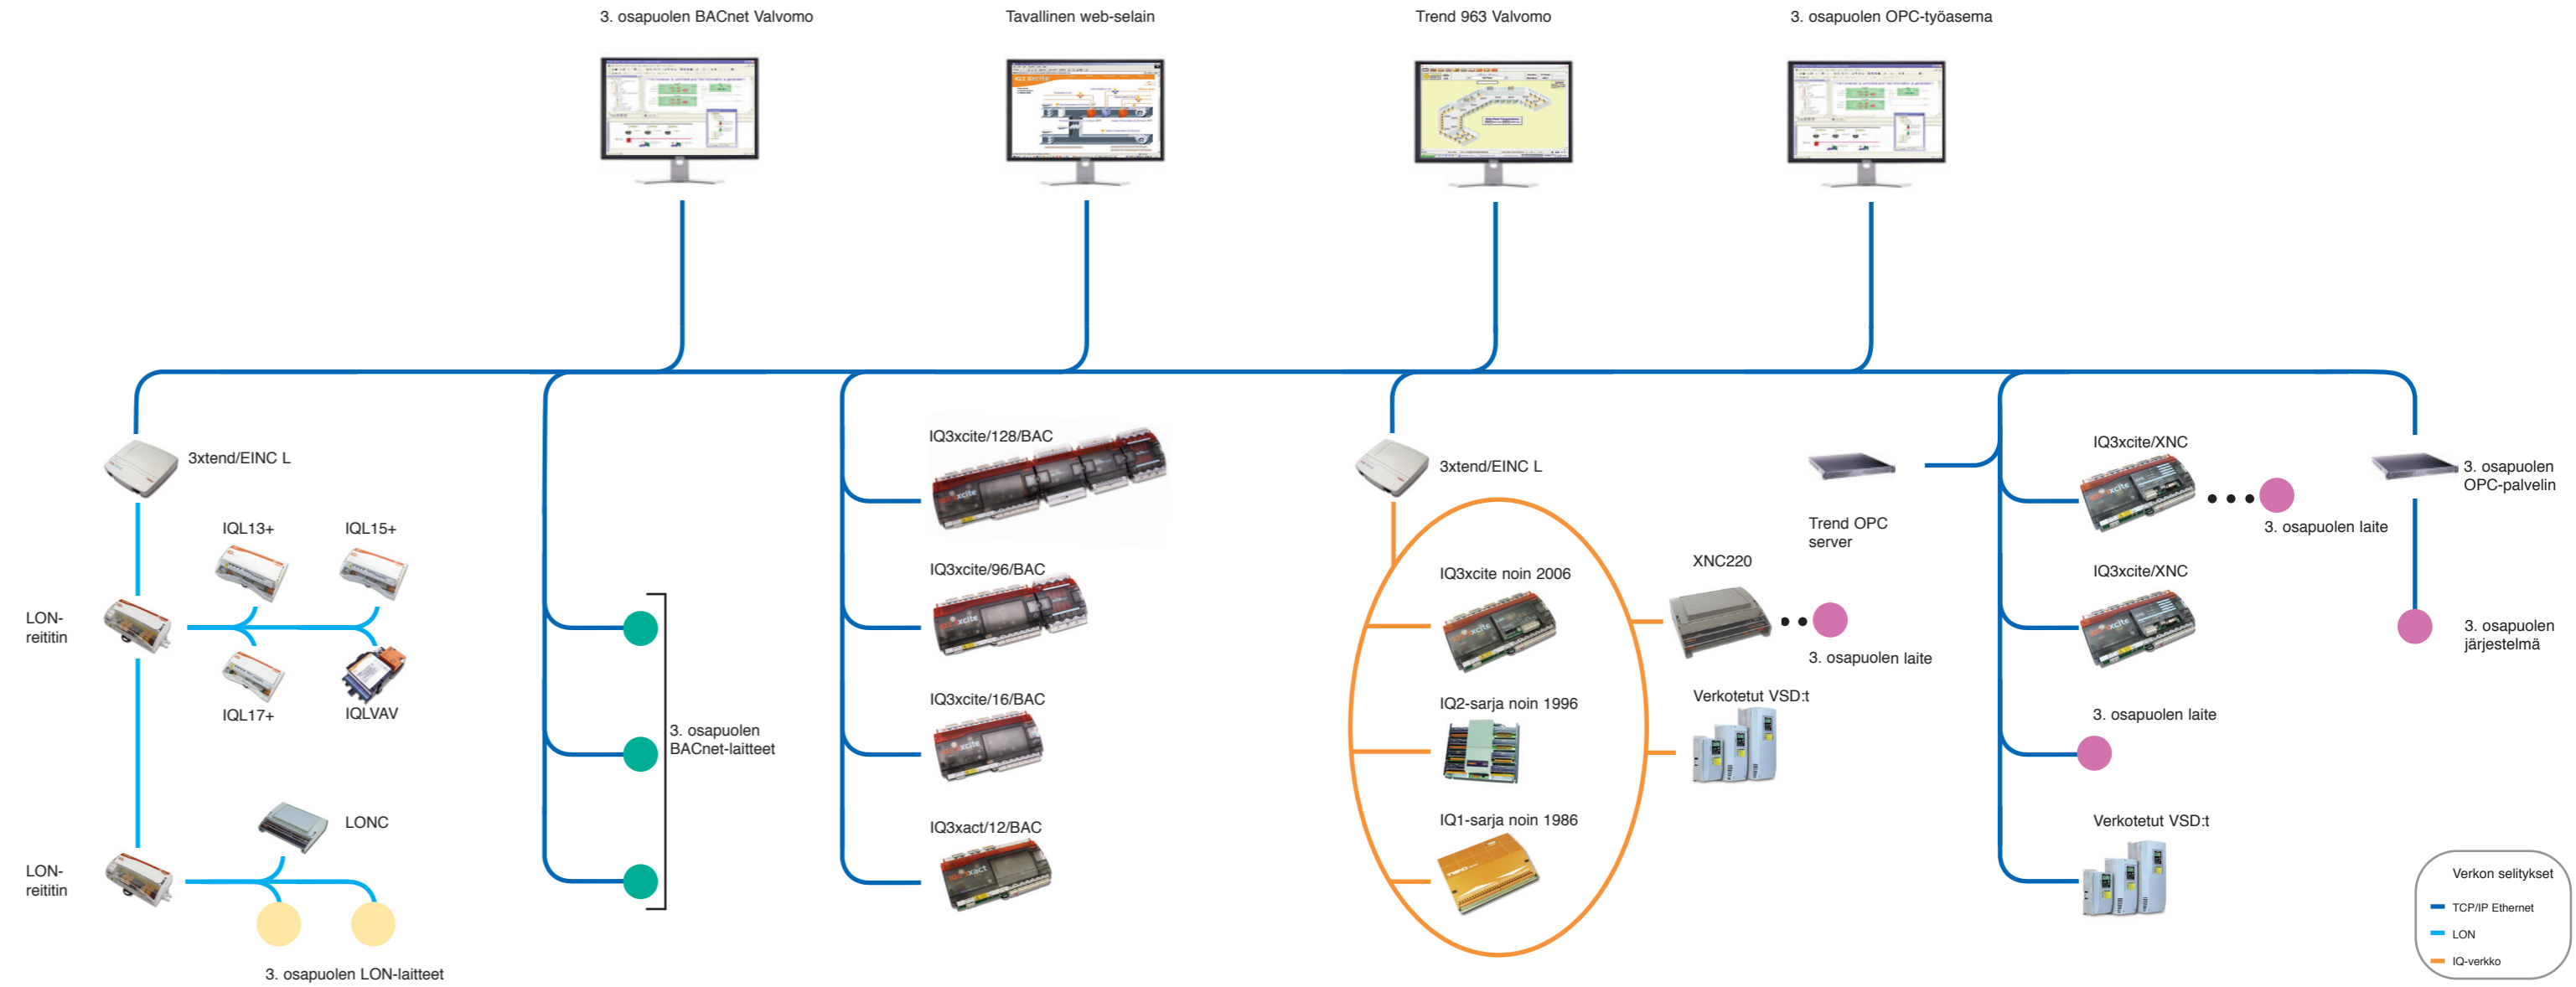 3. osapuolen BACnet Valvomo
Tavallinen web-selain
Trend 963 Valvomo
3. osapuolen OPC-työasema
3xtend/EINC L
IQL13+
IQL15+
LON-
reititin
IQL17+
IQLVAV
LONC
LON-
reititin
3. osapuolen LON-laitteet
3. osapuolen
BACnet-laitteet
IQ3xcite/128/BAC
IQ3xcite/96/BAC
IQ3xcite/16/BAC
IQ3xact/12/BAC
3xtend/EINC L
IQ3xcite noin 2006
IQ2-sarja noin 1996
IQ1-sarja noin 1986
XNC220
3. osapuolen laite
Verkotetut VSD:t
Trend OPC
server
IQ3xcite/XNC
3. osapuolen laite
IQ3xcite/XNC
3. osapuolen laite
Verkotetut VSD:t
3. osapuolen
OPC-palvelin
3. osapuolen
järjestelmä
Verkon selitykset
TCP/IP Ethernet
LON
IQ-verkko